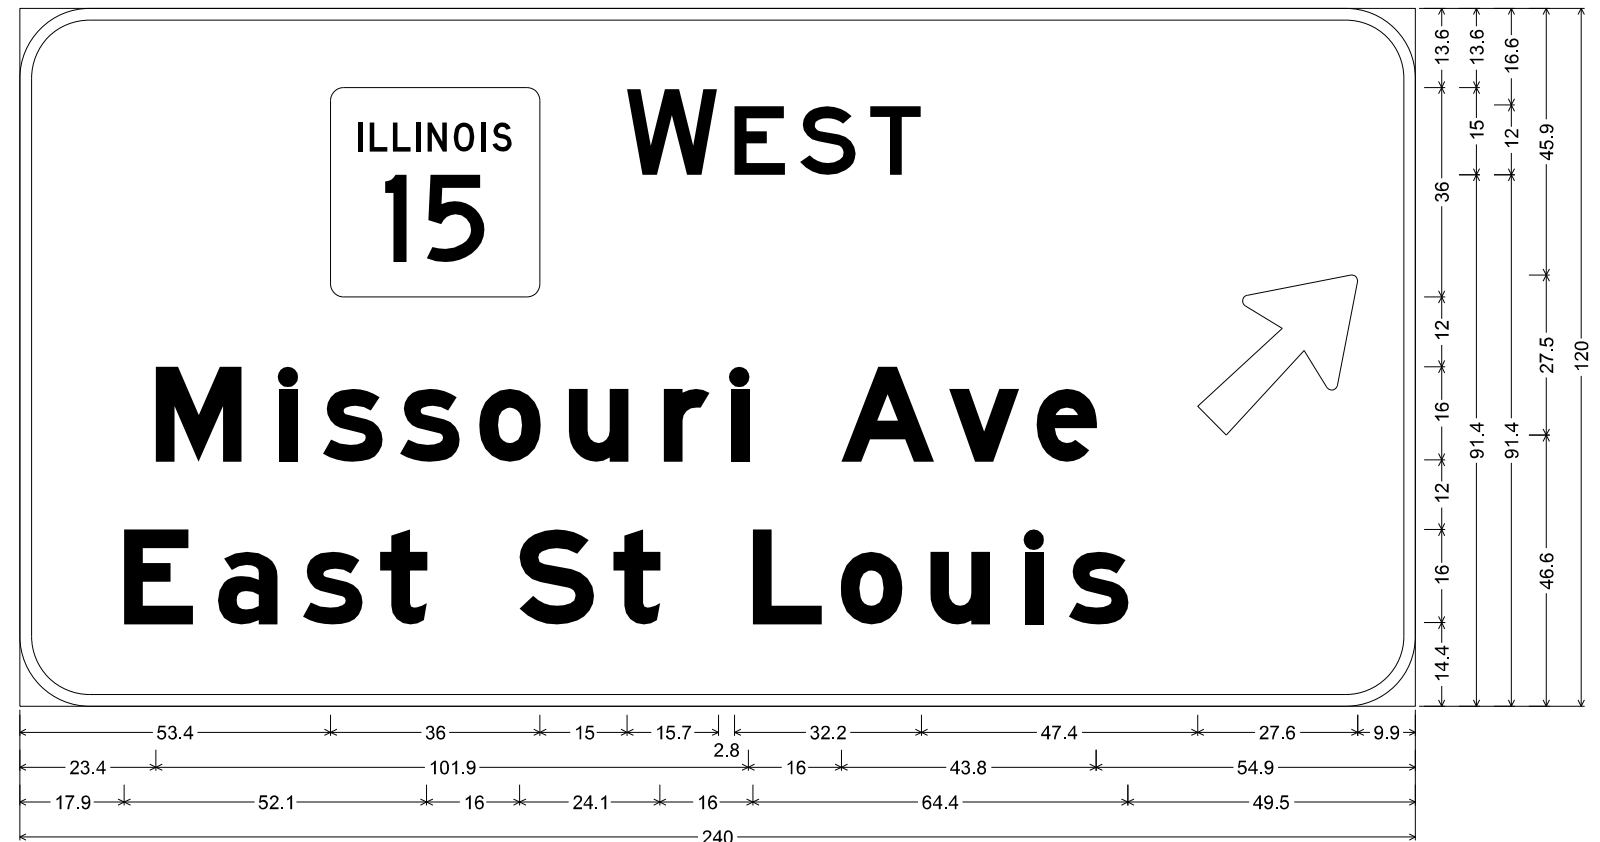 ILLINOIS
15
WEST
Missouri Ave
East St Louis
13.6 36 12 16 12 16 14.4
13.6 15 91.4
16.6 12 91.4
45.9 27.5 46.6
120
53.4 36 15 15.7 2.8 32.2 47.4 27.6 9.9
23.4 101.9 16 43.8 54.9
17.9 52.1 16 24.1 16 64.4 49.5
240